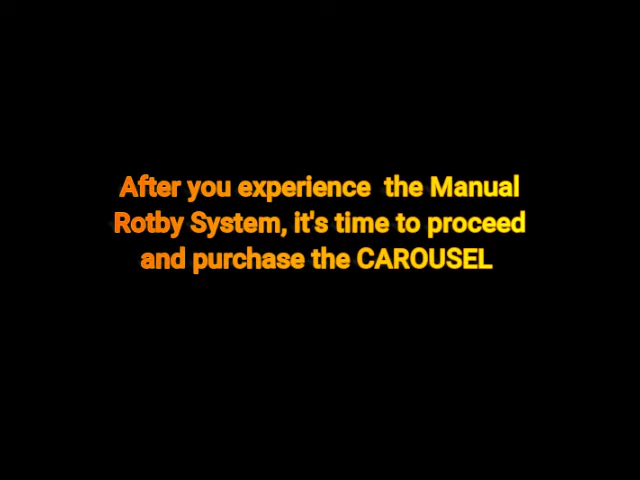 After you experience  the Manual
Rotby System, it's time to proceed
and purchase the CAROUSEL